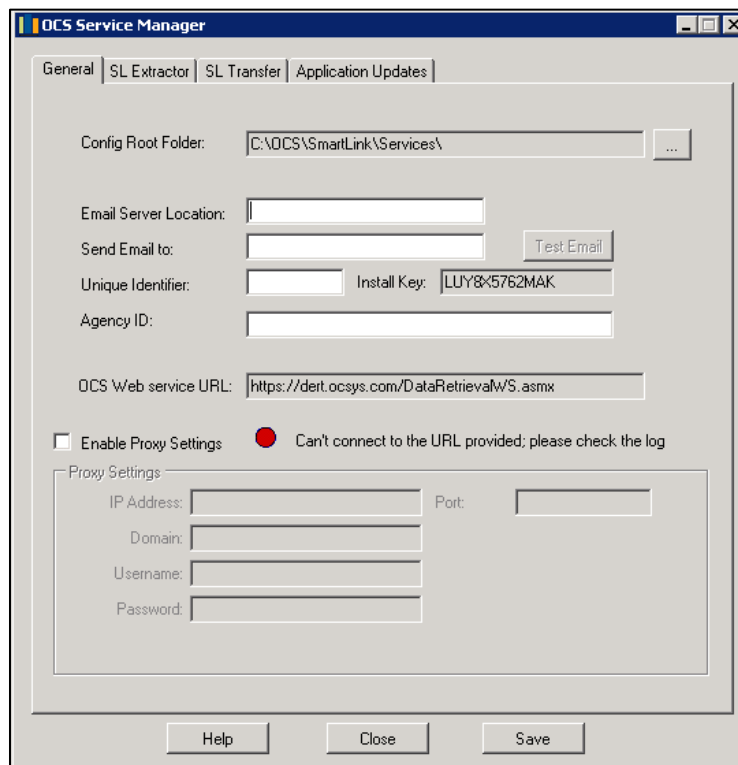 OCS Service Manager
General SL Extractor SL Transfer Application Updates
Config Root Folder: C:\OCS\SmartLink\Services\ ...
Email Server Location:
Send Email to: Test Email
Unique Identifier: Install Key: LUY8X5762MAK
Agency ID:
OCS Web service URL: https://dert.ocsys.com/DataRetrievalWS.asmx
Enable Proxy Settings Can't connect to the URL provided; please check the log
Proxy Settings
IP Address: Port:
Domain:
Username:
Password:
Help Close Save